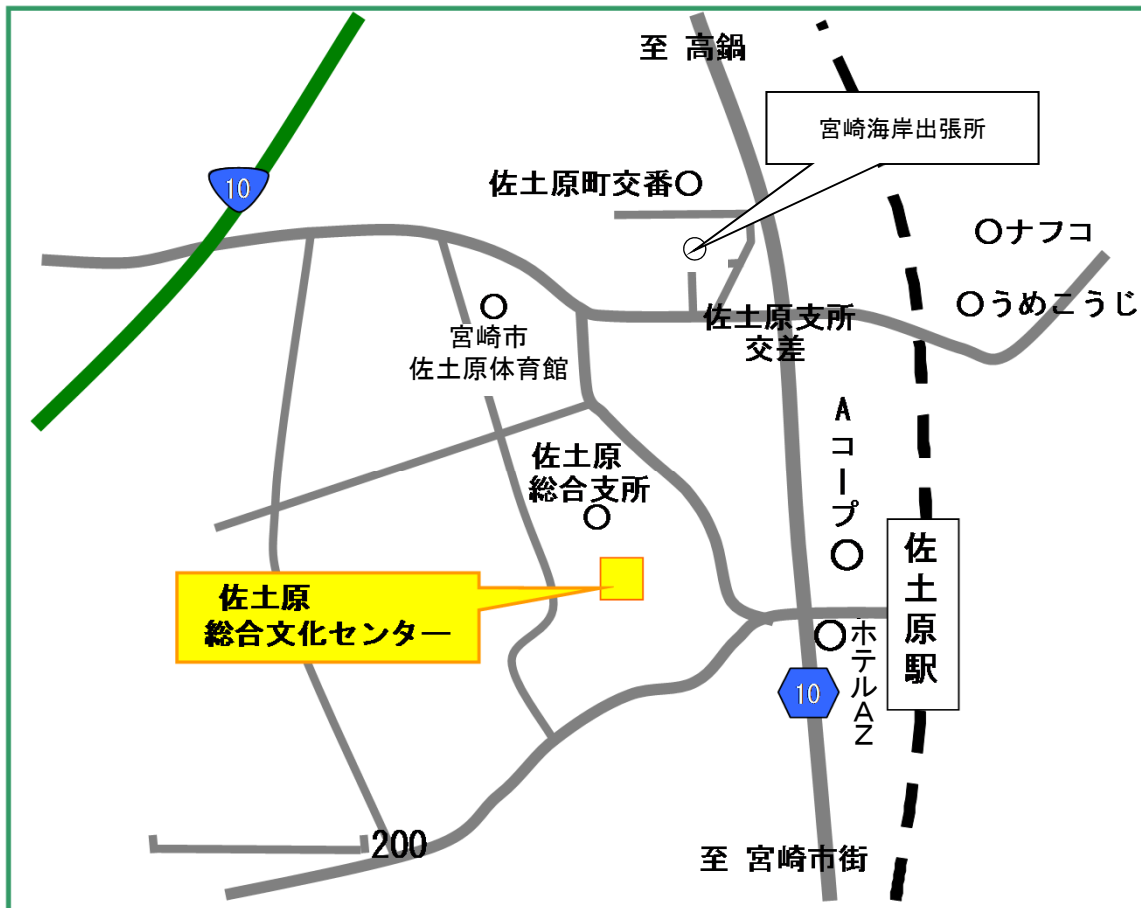 至 高鍋
宮崎海岸出張所
10
佐土原町交番
ナフコ
うめこうじ
佐土原支所
交差
宮崎市
佐土原体育館
Aコープ
佐土原
総合支所
佐土原駅
佐土原
総合文化センター
ホテルAZ
10
200
至 宮崎市街